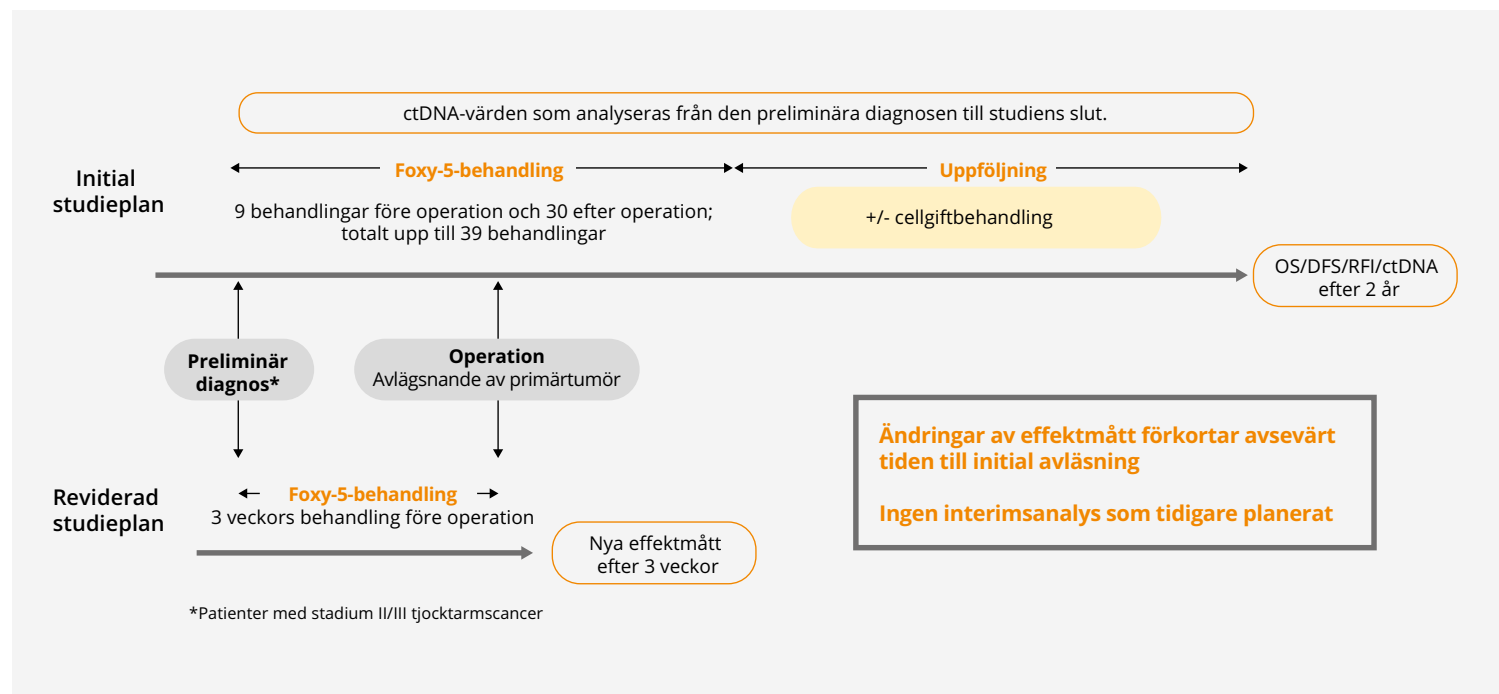 ctDNA-värden som analyseras från den preliminära diagnosen till studiens slut.
Initial
studieplan
Foxy-5-behandling
Uppföljning
9 behandlingar före operation och 30 efter operation;
totalt upp till 39 behandlingar
+/- cellgiftbehandling
OS/DFS/RFI/ctDNA
efter 2 år
Preliminär
diagnos*
Operation
Avlägsnande av primärtumör
Ändringar av effektmått förkortar avsevärt
tiden till initial avläsning
Ingen interimsanalys som tidigare planerat
Reviderad
studieplan
Foxy-5-behandling
3 veckors behandling före operation
Nya effektmått
efter 3 veckor
*Patienter med stadium II/III tjocktarmscancer